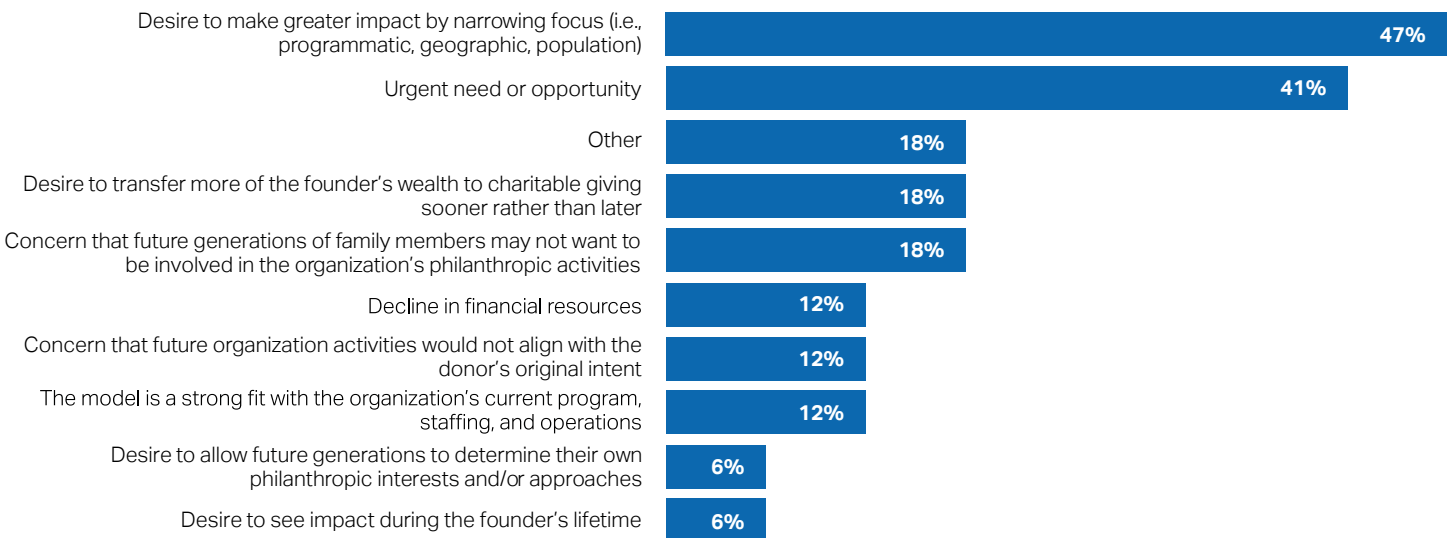 Desire to make greater impact by narrowing focus (i.e.,
programmatic, geographic, population)
47%
Urgent need or opportunity
41%
Other
18%
Desire to transfer more of the founder’s wealth to charitable giving
sooner rather than later
18%
Concern that future generations of family members may not want to
be involved in the organization’s philanthropic activities
18%
Decline in financial resources
12%
Concern that future organization activities would not align with the
donor’s original intent
12%
The model is a strong fit with the organization’s current program,
staffing, and operations
12%
Desire to allow future generations to determine their own
philanthropic interests and/or approaches
6%
Desire to see impact during the founder’s lifetime
6%